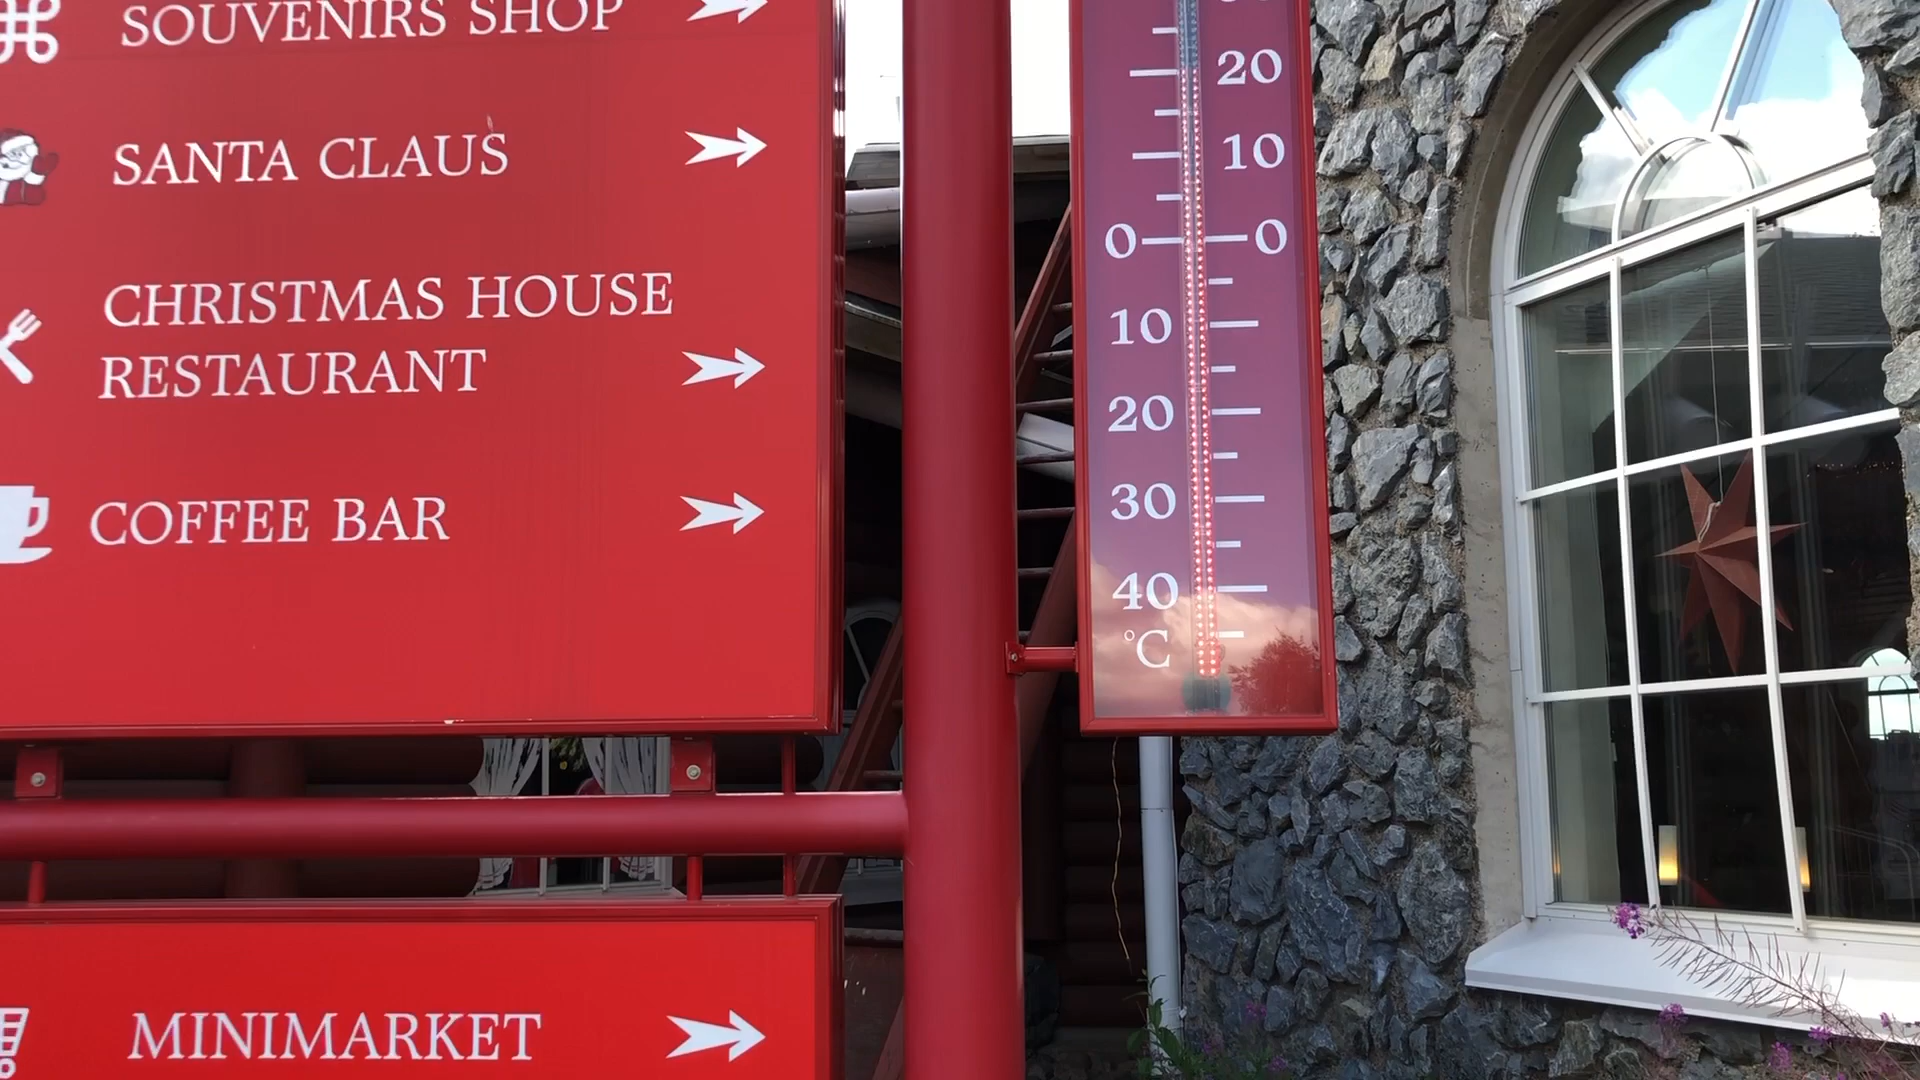 SOUVENIRS SHOP
SANTA CLAUS
CHRISTMAS HOUSE
RESTAURANT
COFFEE BAR
MINIMARKET
20
10
0 0
10
20
30
40
°C